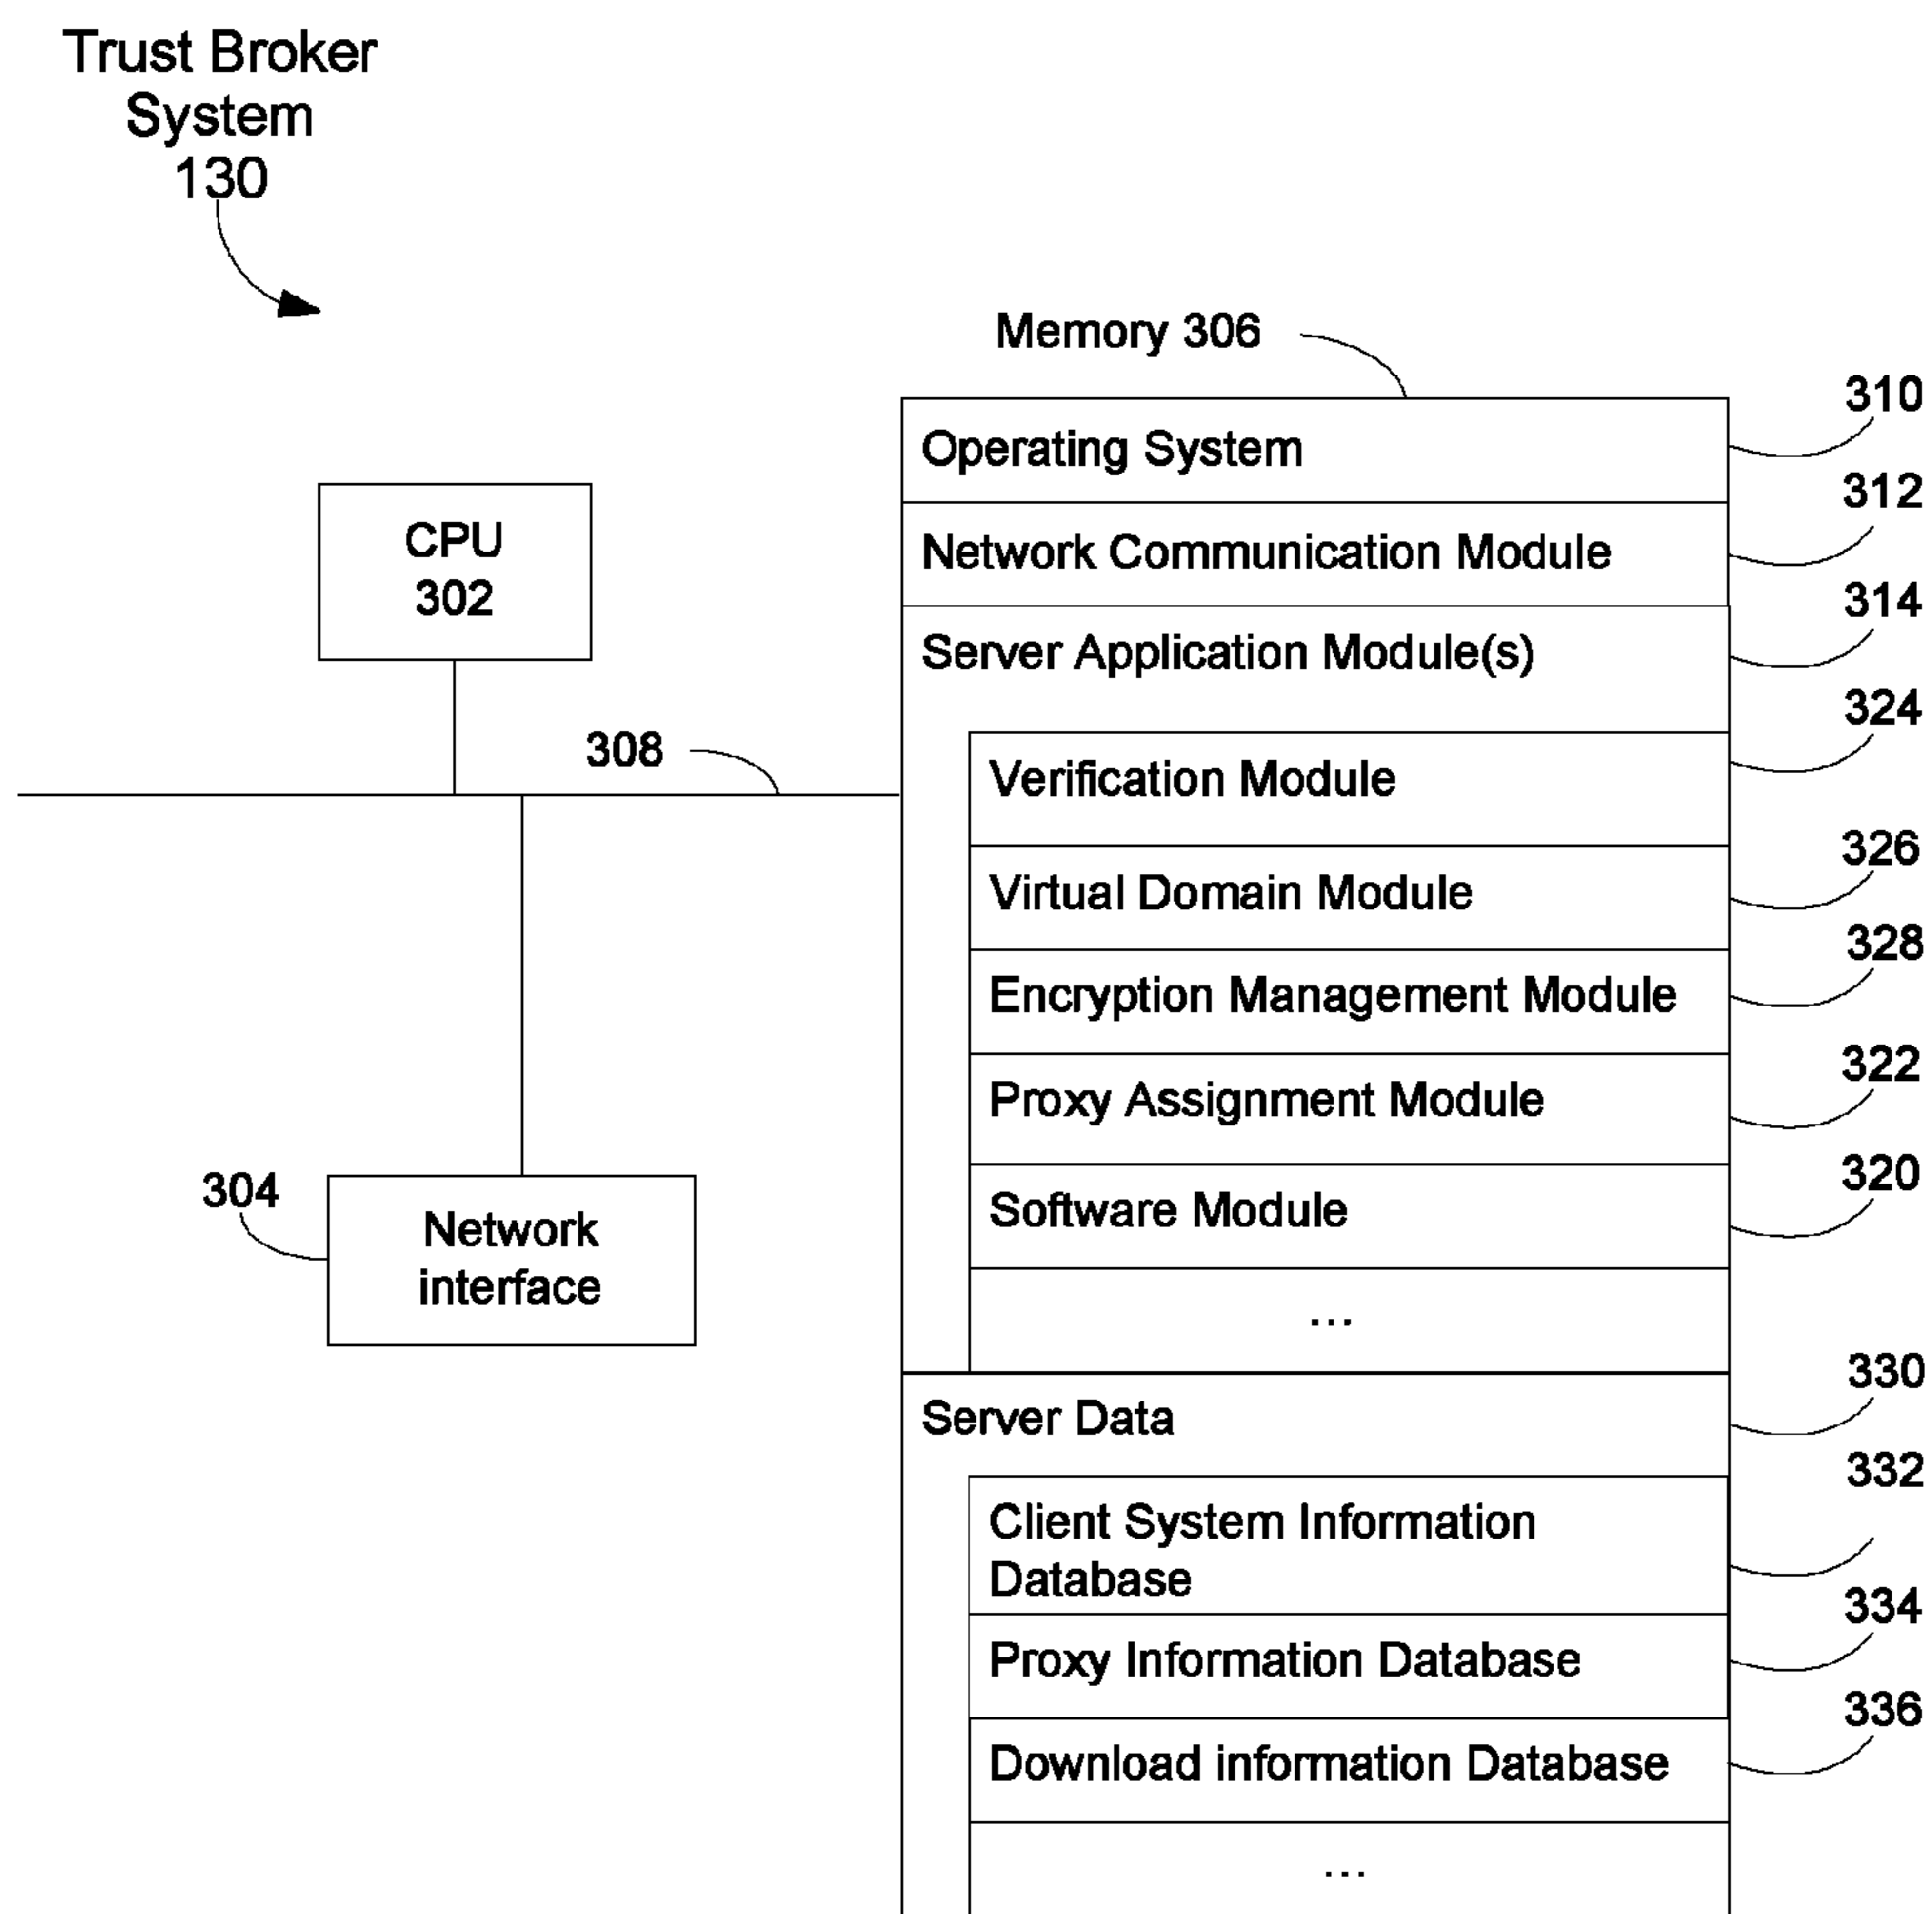 Trust Broker
System
130
Memory 306
310
Operating System
312
Network Communication Module
314
Server Application Module(s)
324
Verification Module
326
Virtual Domain Module
328
Encryption Management Module
322
Proxy Assignment Module
320
Software Module
...
330
Server Data
332
Client System Information
Database
334
Proxy Information Database
336
Download information Database
...
CPU
302
308
304
Network
interface